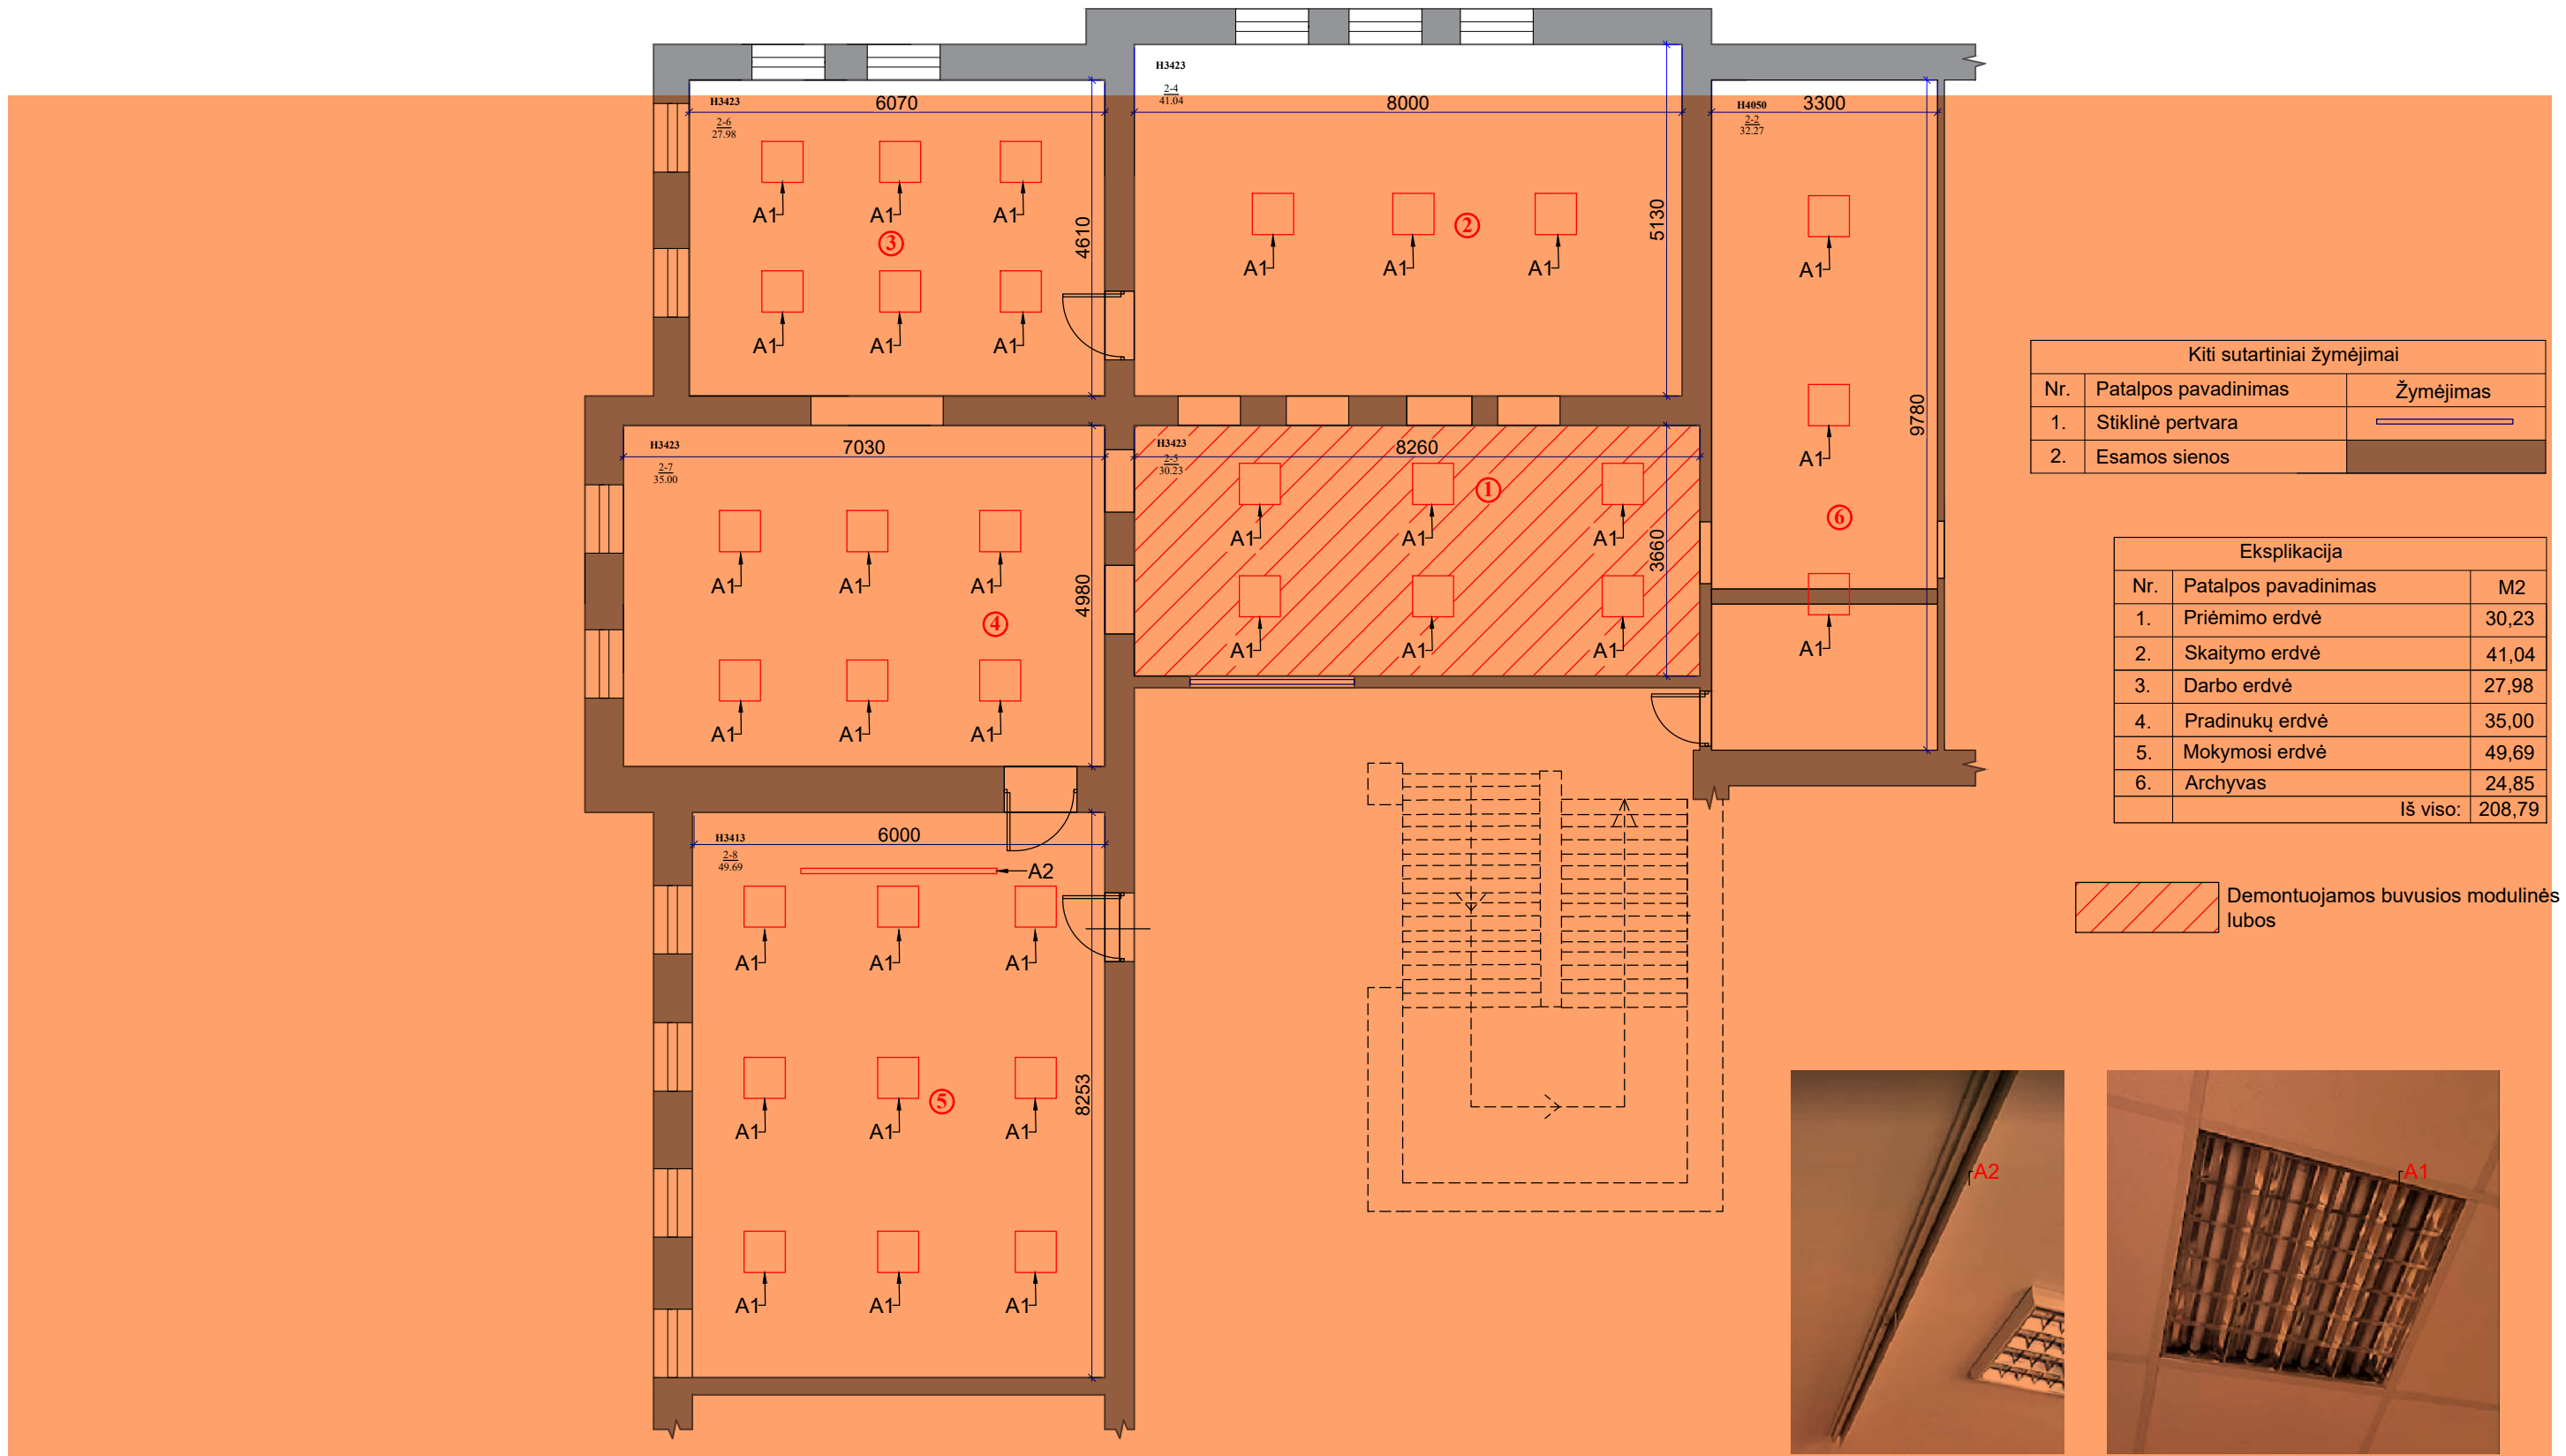 H3423
2-6
27.98
6070
4610
A1
A1
A1
3
A1
A1
A1
H3423
2-4
41.04
8000
5130
2
A1
A1
A1
H4050
2-2
32.27
3300
9780
A1
A1
6
A1
H3423
2-7
35.00
7030
4980
A1
A1
A1
4
A1
A1
A1
H3423
2-5
30.23
8260
3660
1
A1
A1
A1
A1
A1
A1
H3413
2-8
49.69
6000
8253
A2
A1
A1
A1
5
A1
A1
A1
A1
A1
A1
Kiti sutartiniai žymėjimai
Nr. Patalpos pavadinimas Žymėjimas
1. Stiklinė pertvara
2. Esamos sienos
Eksplikacija
Nr. Patalpos pavadinimas M2
1. Priėmimo erdvė 30,23
2. Skaitymo erdvė 41,04
3. Darbo erdvė 27,98
4. Pradinukų erdvė 35,00
5. Mokymosi erdvė 49,69
6. Archyvas 24,85
Iš viso: 208,79
Demontuojamos buvusios modulinės
lubos
A2
A1